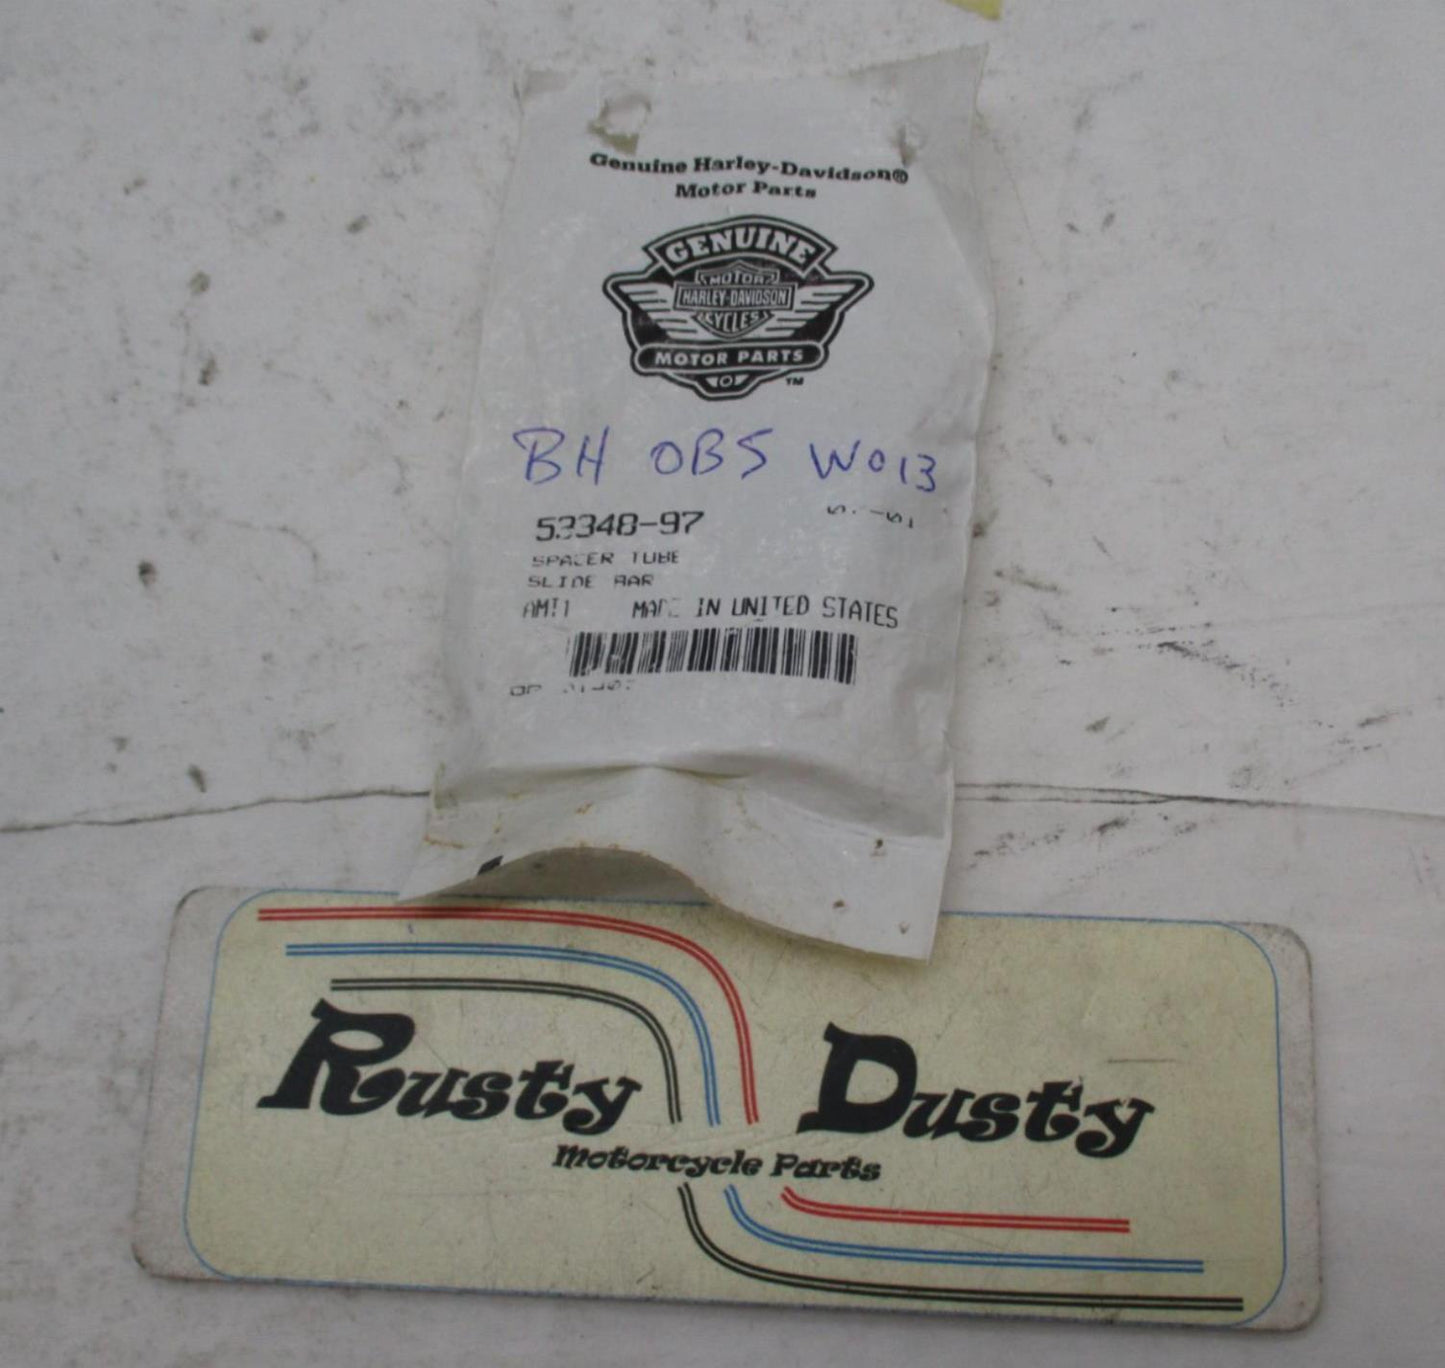 Genuine Harley-Davidson®
Motor Parts
GENUINE
MOTOR
HARLEY-DAVIDSON
CYCLES
MOTOR PARTS
TM
BH OBS W013
53348-97
SPACER TUBE
SLIDE BAR
MADE IN UNITED STATES
Rusty Dusty
Motorcycle Parts